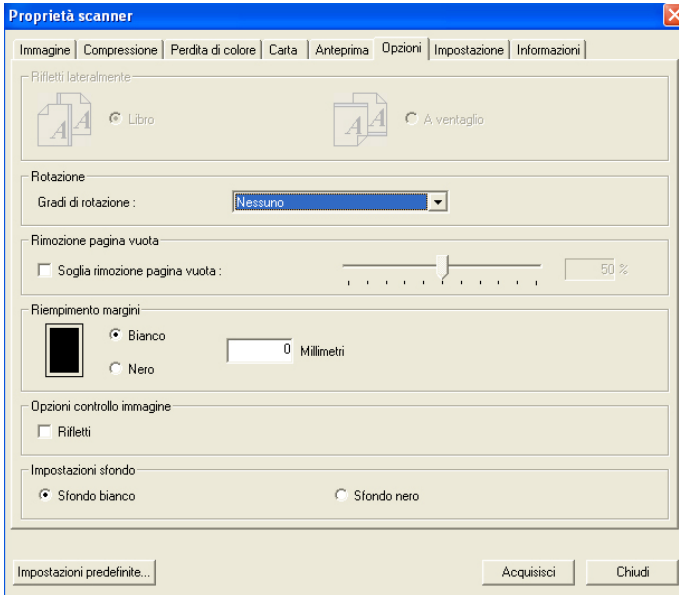 Proprietà scanner
Immagine Compressione Perdita di colore Carta Anteprima Opzioni Impostazione Informazioni
Rifletti lateralmente
A A Libro A A A ventaglio
Rotazione
Gradi di rotazione : Nessuno
Rimozione pagina vuota
Soglia rimozione pagina vuota : 50 %
Riempimento margini
Bianco
0 Millimetri
Nero
Opzioni controllo immagine
Rifletti
Impostazioni sfondo
Sfondo bianco Sfondo nero
Impostazioni predefinite... Acquisisci Chiudi